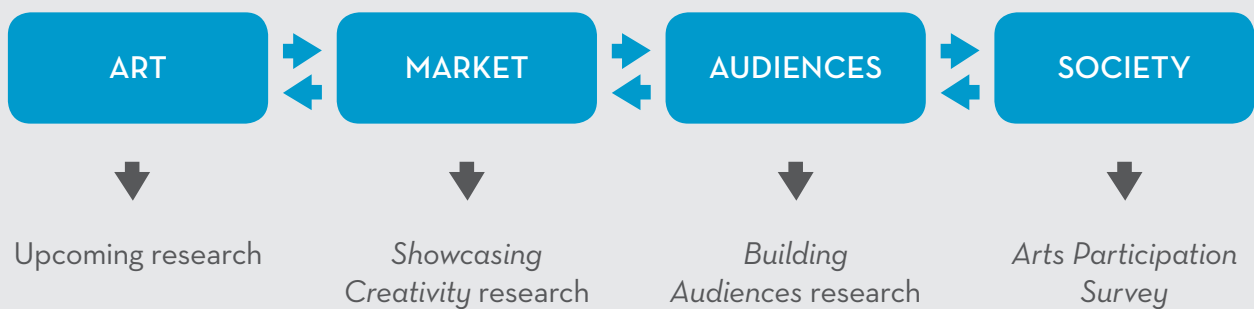 ART
MARKET
AUDIENCES
SOCIETY
Upcoming research
Showcasing
Creativity research
Building
Audiences research
Arts Participation
Survey